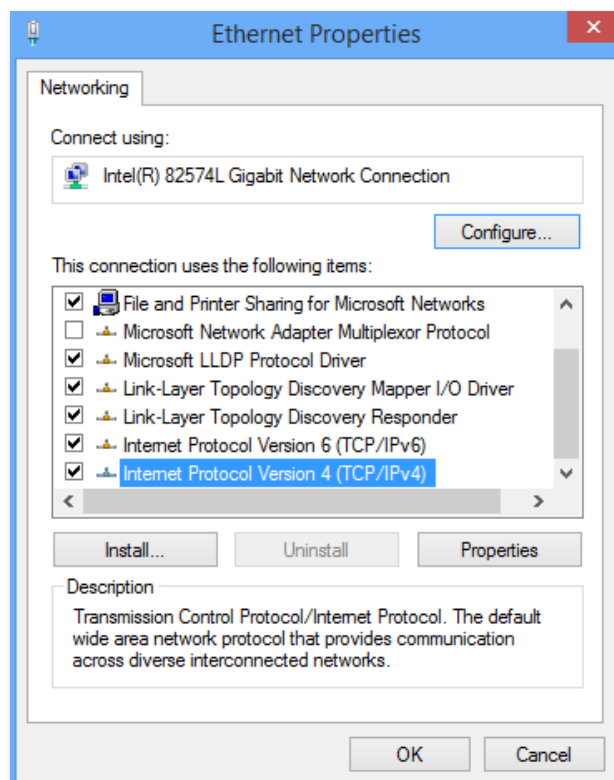 Ethernet Properties
Networking
Connect using:
Intel(R) 82574L Gigabit Network Connection
Configure...
This connection uses the following items:
File and Printer Sharing for Microsoft Networks
Microsoft Network Adapter Multiplexor Protocol
Microsoft LLDP Protocol Driver
Link-Layer Topology Discovery Mapper I/O Driver
Link-Layer Topology Discovery Responder
Internet Protocol Version 6 (TCP/IPv6)
Internet Protocol Version 4 (TCP/IPv4)
Install... Uninstall Properties
Description
Transmission Control Protocol/Internet Protocol. The default
wide area network protocol that provides communication
across diverse interconnected networks.
OK Cancel